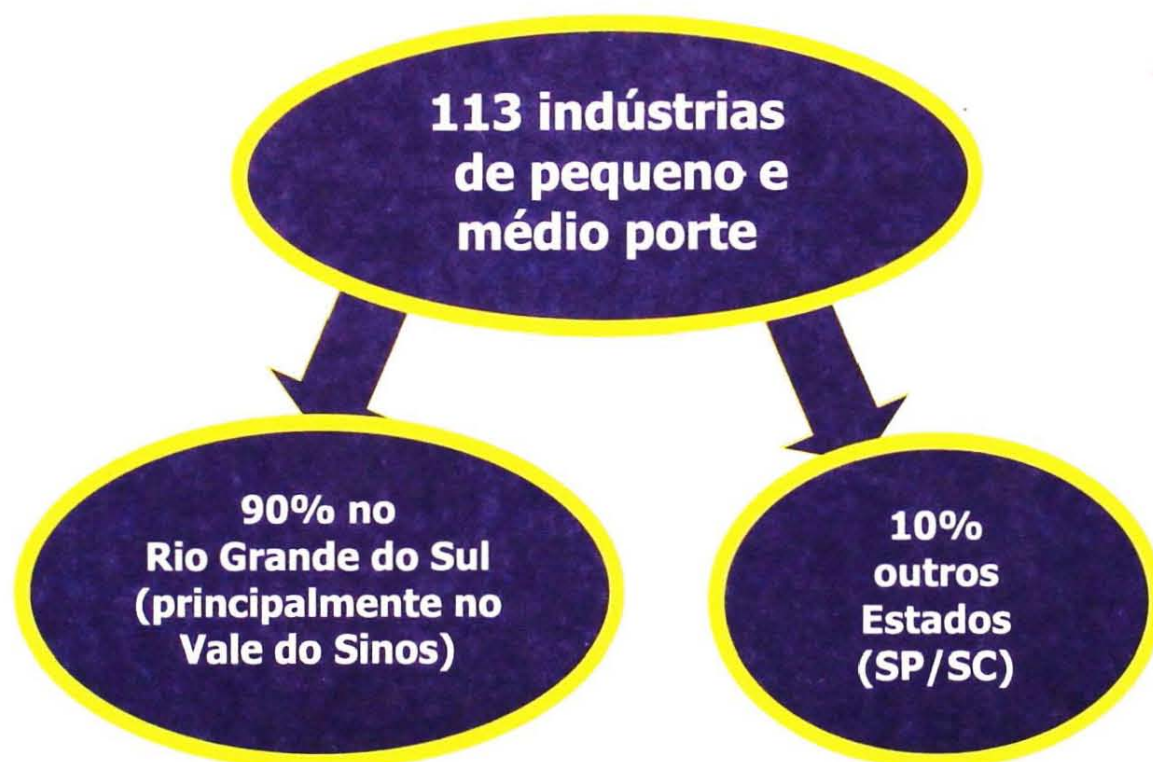 113 indústrias
de pequeno e
médio porte
90% no
Rio Grande do Sul
(principalmente no
Vale do Sinos)
10%
outros
Estados
(SP/SC)